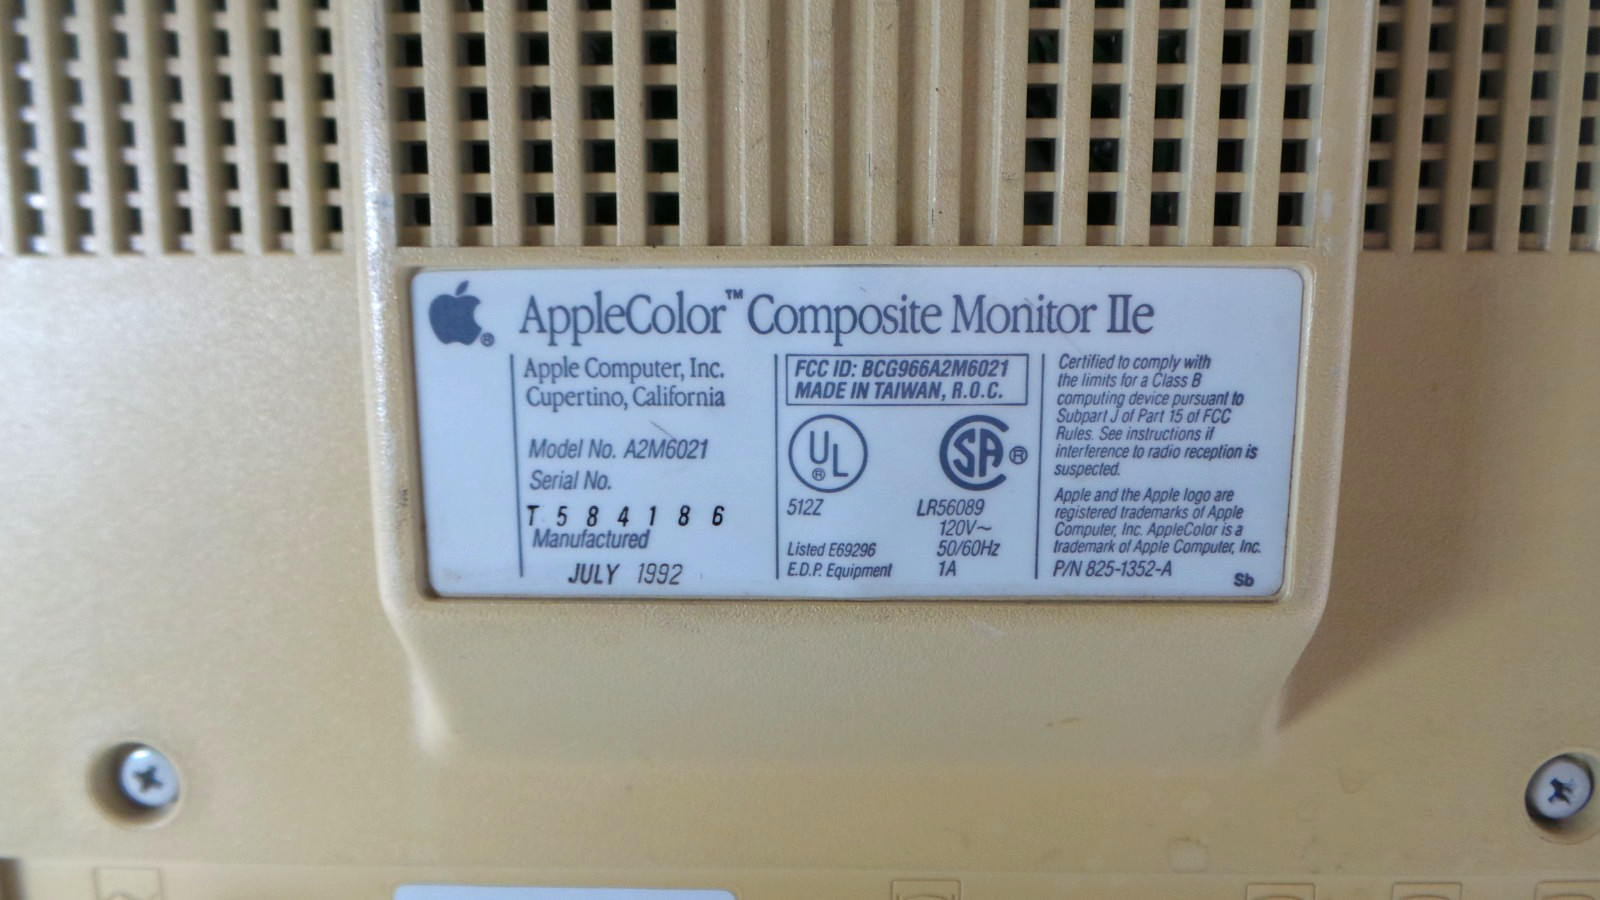 AppleColor™ Composite Monitor IIe
®
Apple Computer, Inc.
Cupertino, California
Model No. A2M6021
Serial No.
T 5 8 4 1 8 6
Manufactured
JULY 1992
FCC ID: BCG966A2M6021
MADE IN TAIWAN, R.O.C.
UL ®
SA ®
512Z
LR56089
120V~
Listed E69296
50/60Hz
E.D.P. Equipment
1A
Certified to comply with
the limits for a Class B
computing device pursuant to
Subpart J of Part 15 of FCC
Rules. See instructions if
interference to radio reception is
suspected.
Apple and the Apple logo are
registered trademarks of Apple
Computer, Inc. AppleColor is a
trademark of Apple Computer, Inc.
P/N 825-1352-A
Sb